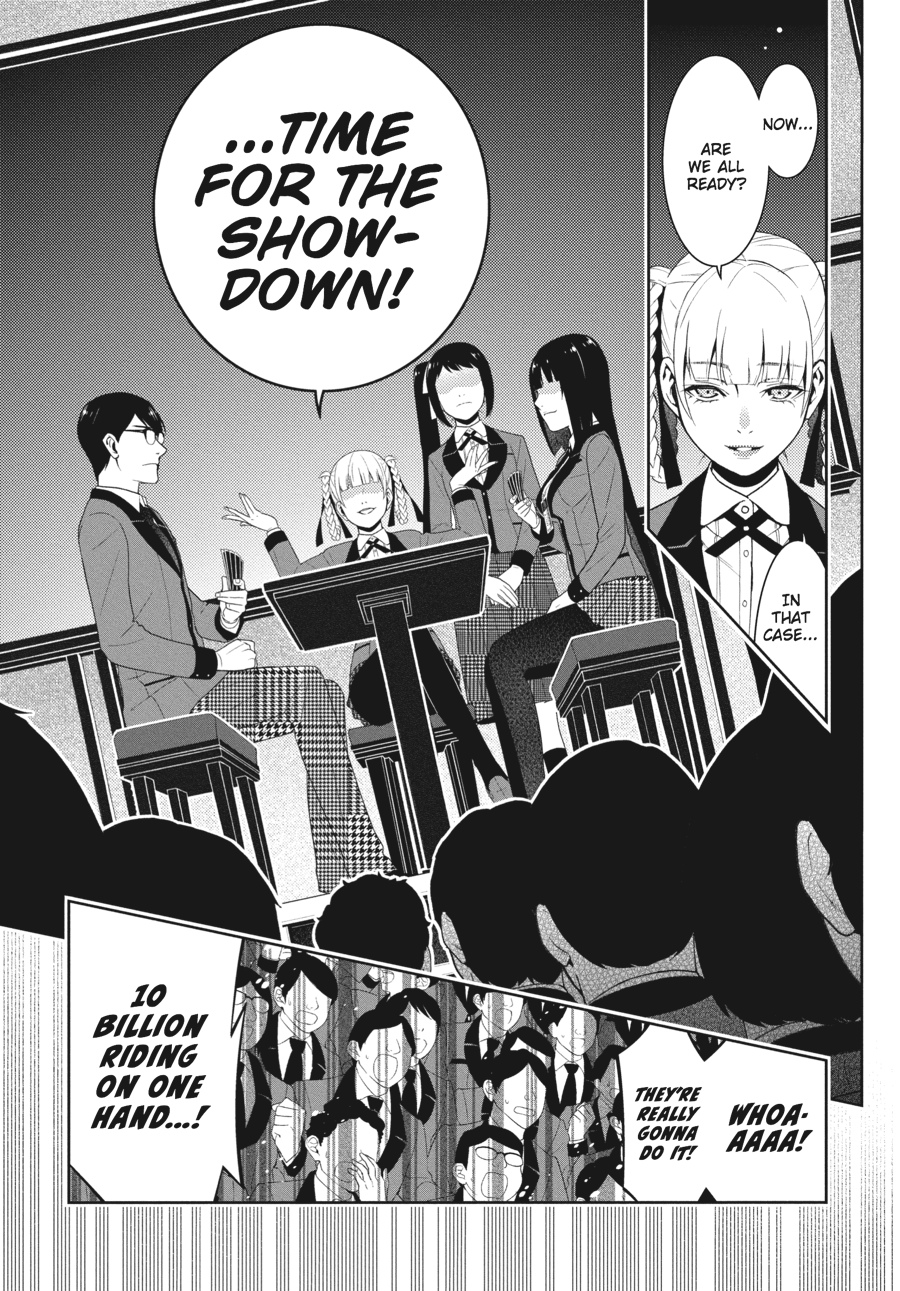 NOW...
ARE
WE ALL
READY?
IN
THAT
CASE...
...TIME
FOR THE
SHOW-
DOWN!
WHOA-
AAAA!
THEY'RE
REALLY
GONNA
DO IT!
10
BILLION
RIDING
ON ONE
HAND...!